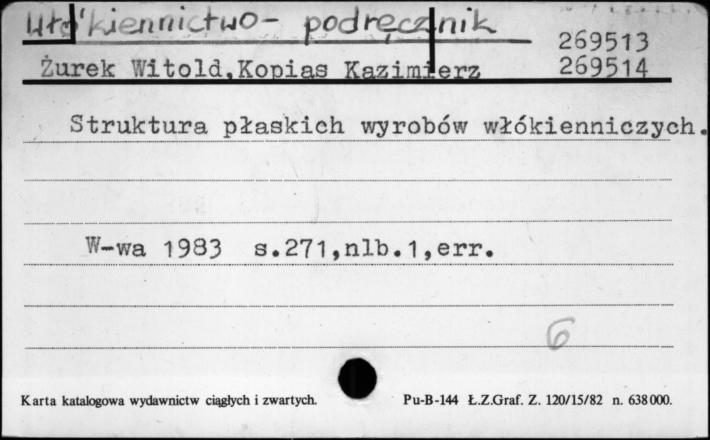 Włókiennictwo - podręcznik
269513
Żurek Witold,Kopias Kazimierz 269514
Struktura płaskich wyrobów włókienniczych.
W-wa 1983 s.271,nlb.1,err.
6
Karta katalogowa wydawnictw ciągłych i zwartych. Pu-B-144 Ł.Z.Graf. Z. 120/15/82 n. 638000.